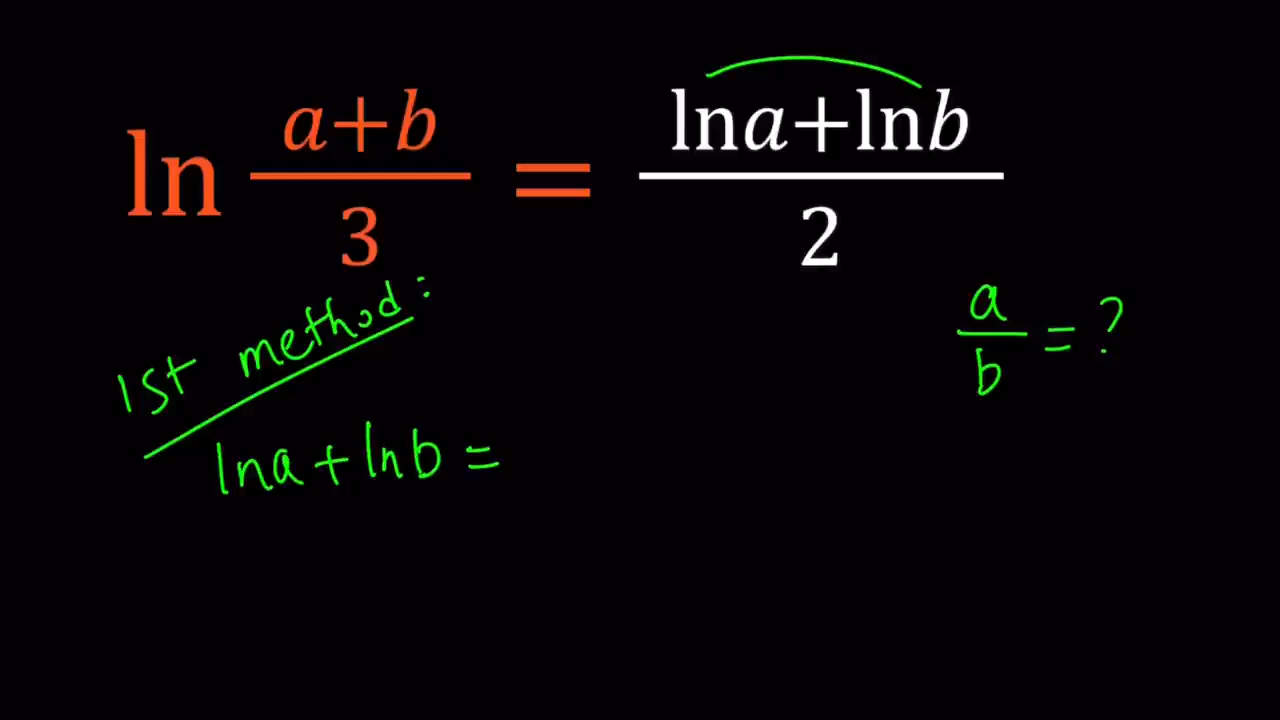 ln a+b/3 = lna+lnb/2
a/b = ?
1st method:
lna + lnb =